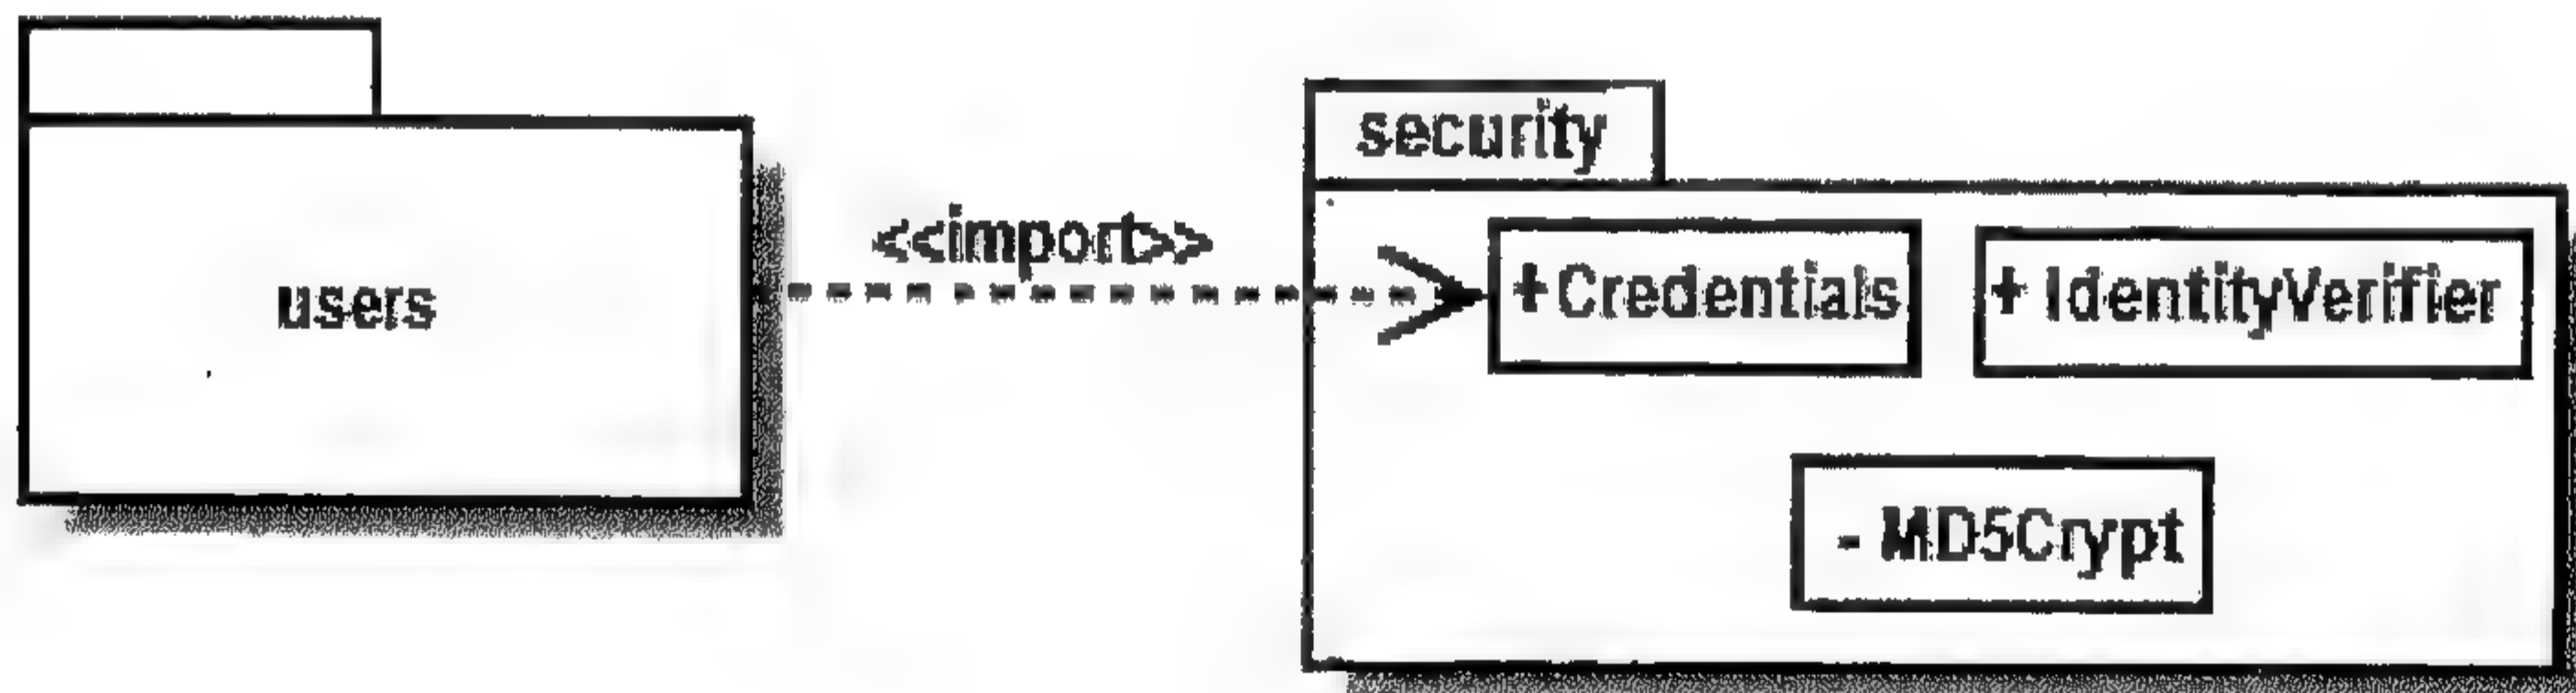 security
<<import>>
users
+Credentials
+ IdentityVerifier
- MD5Crypt